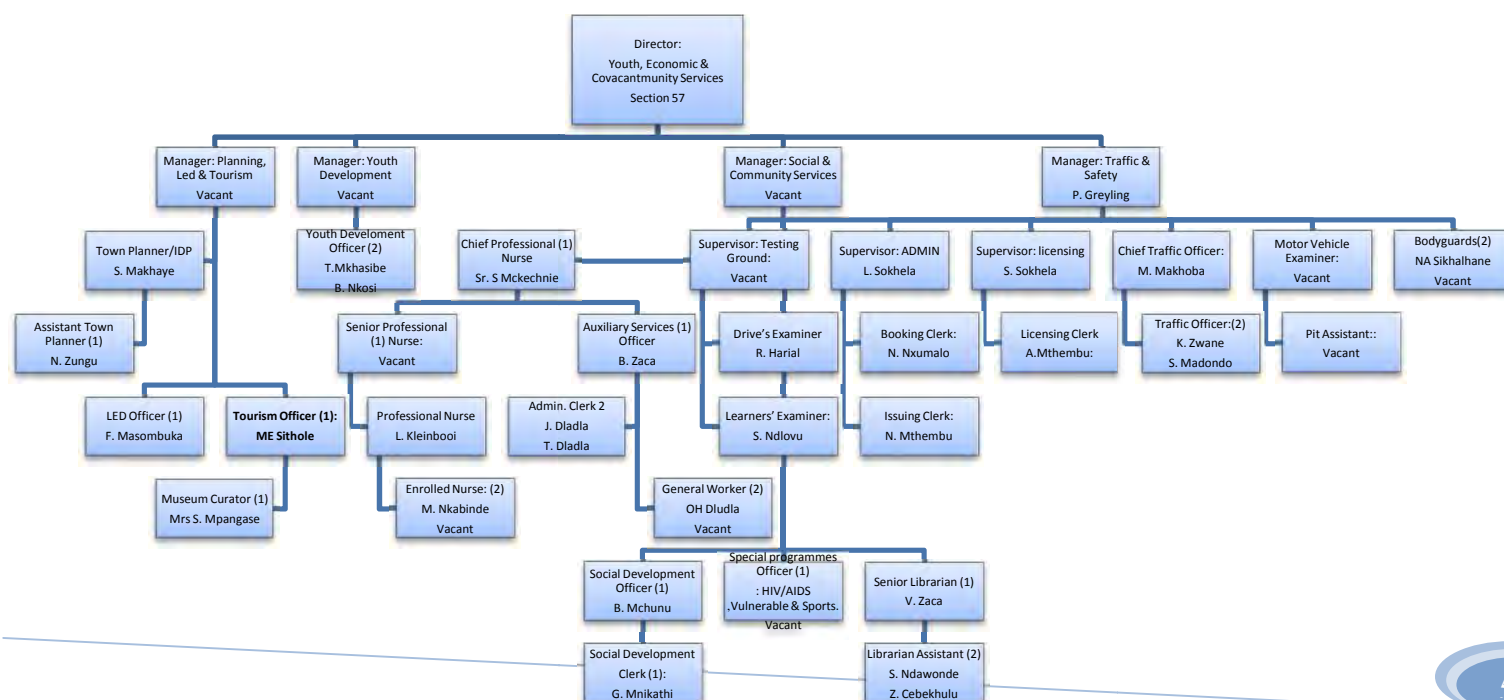 Director:
Youth, Economic &
Covacantmunity Services
Section 57
Manager: Planning,
Led & Tourism
Vacant
Manager: Youth
Development
Vacant
Manager: Social &
Community Services
Vacant
Manager: Traffic &
Safety
P. Greyling
Town Planner/IDP
S. Makhaye
Youth Develoment
Officer (2)
T.Mkhasibe
B. Nkosi
Chief Professional (1)
Nurse
Sr. S Mckechnie
Supervisor: Testing
Ground:
Vacant
Supervisor: ADMIN
L. Sokhela
Supervisor: licensing
S. Sokhela
Chief Traffic Officer:
M. Makhoba
Motor Vehicle
Examiner:
Vacant
Bodyguards(2)
NA Sikhalhane
Vacant
Assistant Town
Planner (1)
N. Zungu
Senior Professional
(1) Nurse:
Vacant
Auxiliary Services (1)
Officer
B. Zaca
Drive's Examiner
R. Harial
Booking Clerk:
N. Nxumalo
Licensing Clerk
A.Mthembu:
Traffic Officer:(2)
K. Zwane
S. Madondo
Pit Assistant::
Vacant
LED Officer (1)
F. Masombuka
Tourism Officer (1):
ME Sithole
Professional Nurse
L. Kleinbooi
Admin. Clerk 2
J. Dladla
T. Dladla
Learners' Examiner:
S. Ndlovu
Issuing Clerk:
N. Mthembu
Museum Curator (1)
Mrs S. Mpangase
Enrolled Nurse: (2)
M. Nkabinde
Vacant
General Worker (2)
OH Dludla
Vacant
Social Development
Officer (1)
B. Mchunu
Special programmes
Officer (1)
: HIV/AIDS
,Vulnerable & Sports.
Vacant
Senior Librarian (1)
V. Zaca
Social Development
Clerk (1):
G. Mnikathi
Librarian Assistant (2)
S. Ndawonde
Z. Cebekhulu